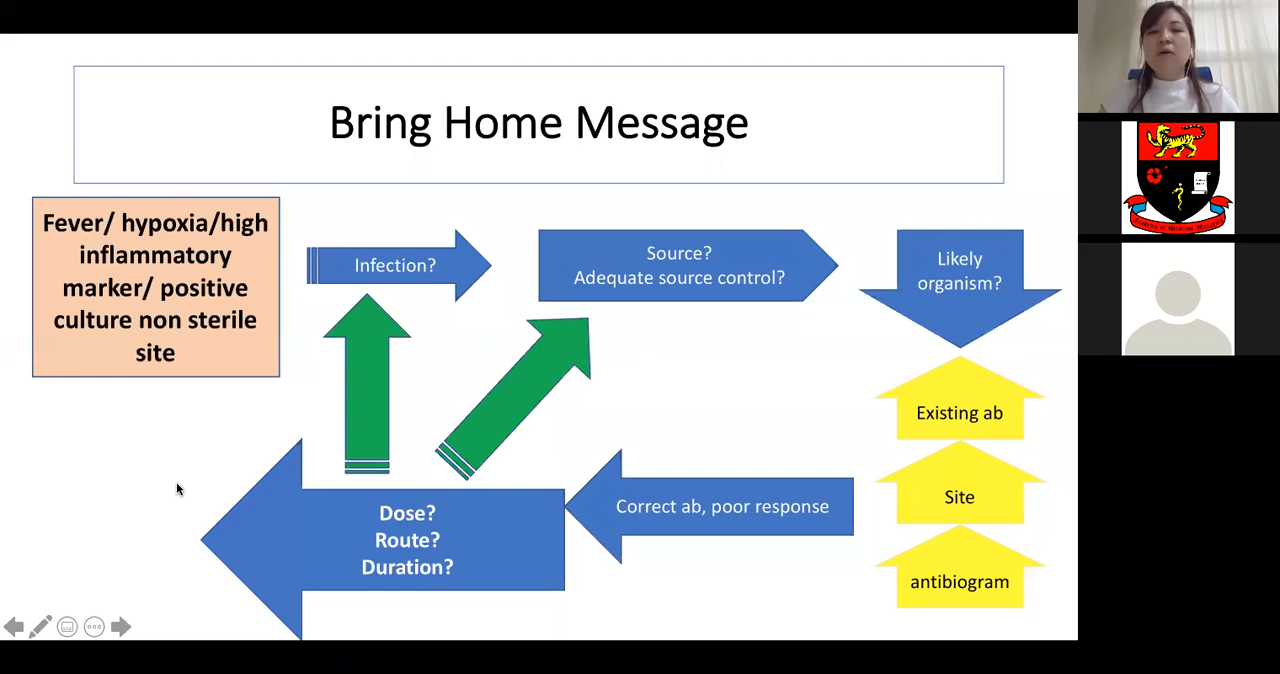 Bring Home Message
Fever/ hypoxia/high
inflammatory
marker/ positive
culture non sterile
site
Infection?
Source?
Adequate source control?
Likely
organism?
Existing ab
Site
antibiogram
Correct ab, poor response
Dose?
Route?
Duration?